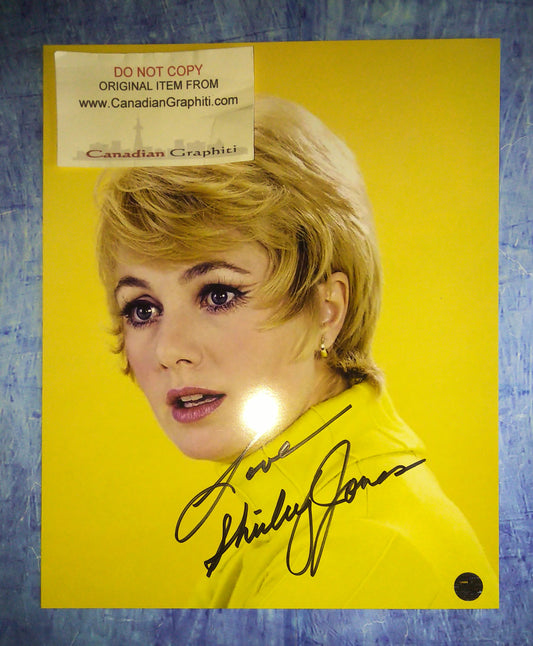 DO NOT COPY
ORIGINAL ITEM FROM
www.CanadianGraphiti.com
Canadian Graphiti
Love
Shirley Jones